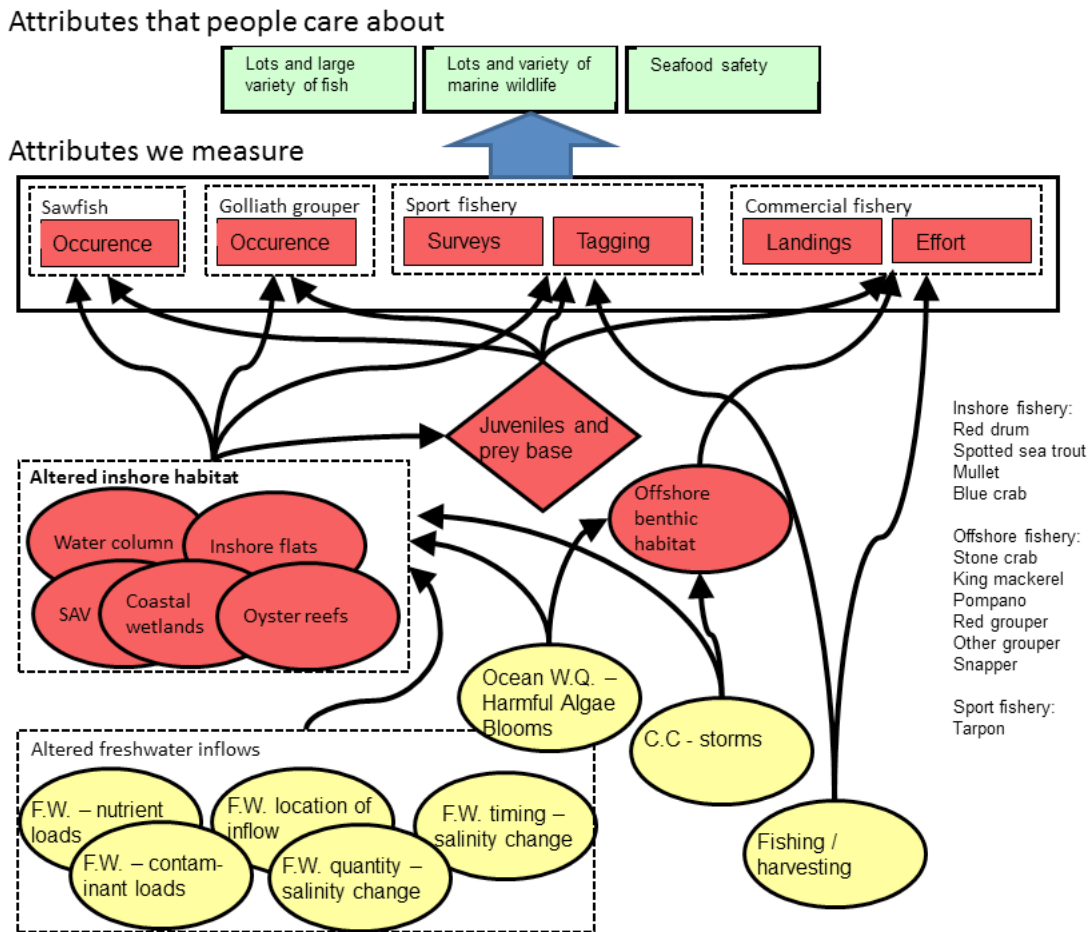 Attributes that people care about
Lots and large
variety of fish
Lots and variety of
marine wildlife
Seafood safety
Attributes we measure
Sawfish
Occurence
Golliath grouper
Occurence
Sport fishery
Surveys
Tagging
Commercial fishery
Landings
Effort
Juveniles and
prey base
Altered inshore habitat
Water column
Inshore flats
SAV
Coastal
wetlands
Oyster reefs
Offshore
benthic
habitat
Inshore fishery:
Red drum
Spotted sea trout
Mullet
Blue crab
Offshore fishery:
Stone crab
King mackerel
Pompano
Red grouper
Other grouper
Snapper
Sport fishery:
Tarpon
Ocean W.Q. –
Harmful Algae
Blooms
C.C - storms
Altered freshwater inflows
F.W. – nutrient
loads
F.W. location of
inflow
F.W. timing –
salinity change
F.W. – contam-
inant loads
F.W. quantity –
salinity change
Fishing /
harvesting